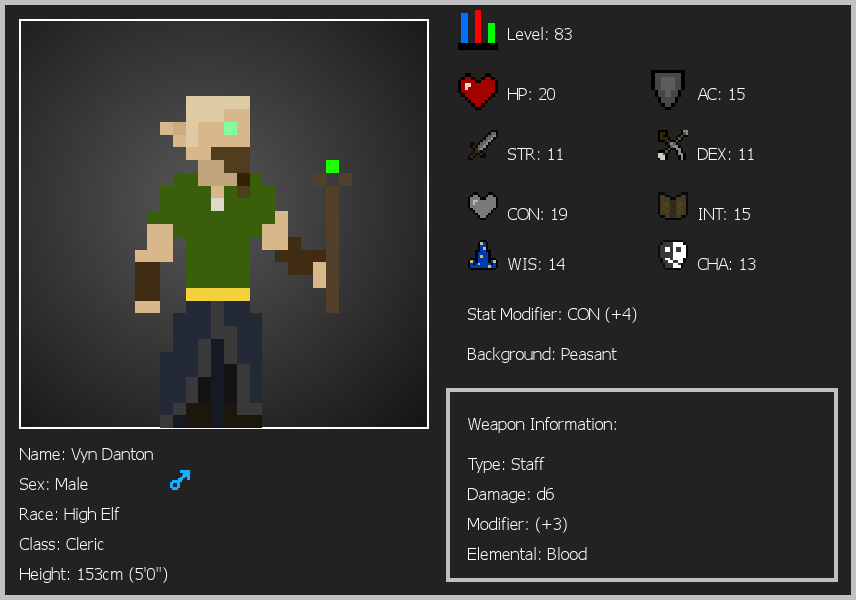 Level: 83
HP: 20
AC: 15
STR: 11
DEX: 11
CON: 19
INT: 15
WIS: 14
CHA: 13
Stat Modifier: CON (+4)
Background: Peasant
Weapon Information:
Type: Staff
Damage: d6
Modifier: (+3)
Elemental: Blood
Name: Vyn Danton
Sex: Male
Race: High Elf
Class: Cleric
Height: 153cm (5'0")